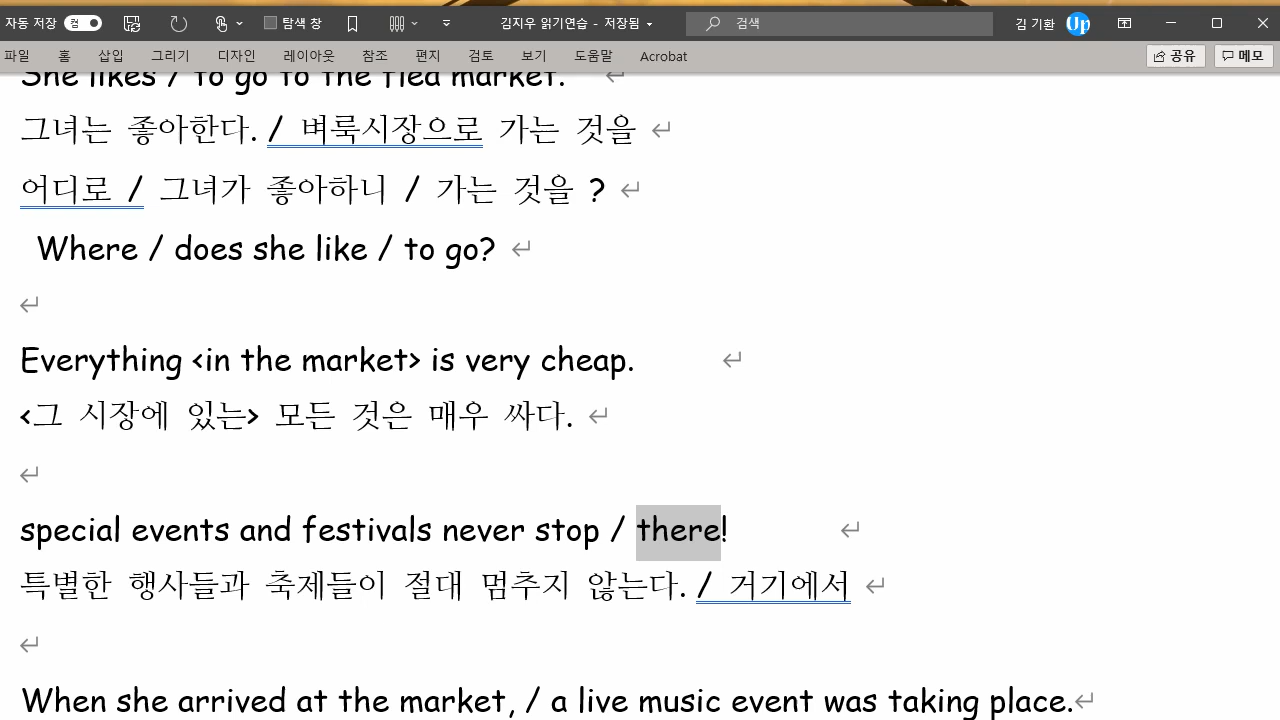 자동 저장 컴 탐색 창 김지우 읽기연습 - 저장됨 검색 김 기환 Up
파일 홈 삽입 그리기 디자인 레이아웃 참조 편지 검토 보기 도움말 Acrobat 공유 메모
She likes / to go to the flea market.
그녀는 좋아한다. / 벼룩시장으로 가는 것을
어디로 / 그녀가 좋아하니 / 가는 것을 ?
Where / does she like / to go?
Everything <in the market> is very cheap.
<그 시장에 있는> 모든 것은 매우 싸다.
special events and festivals never stop / there!
특별한 행사들과 축제들이 절대 멈추지 않는다. / 거기에서
When she arrived at the market, / a live music event was taking place.